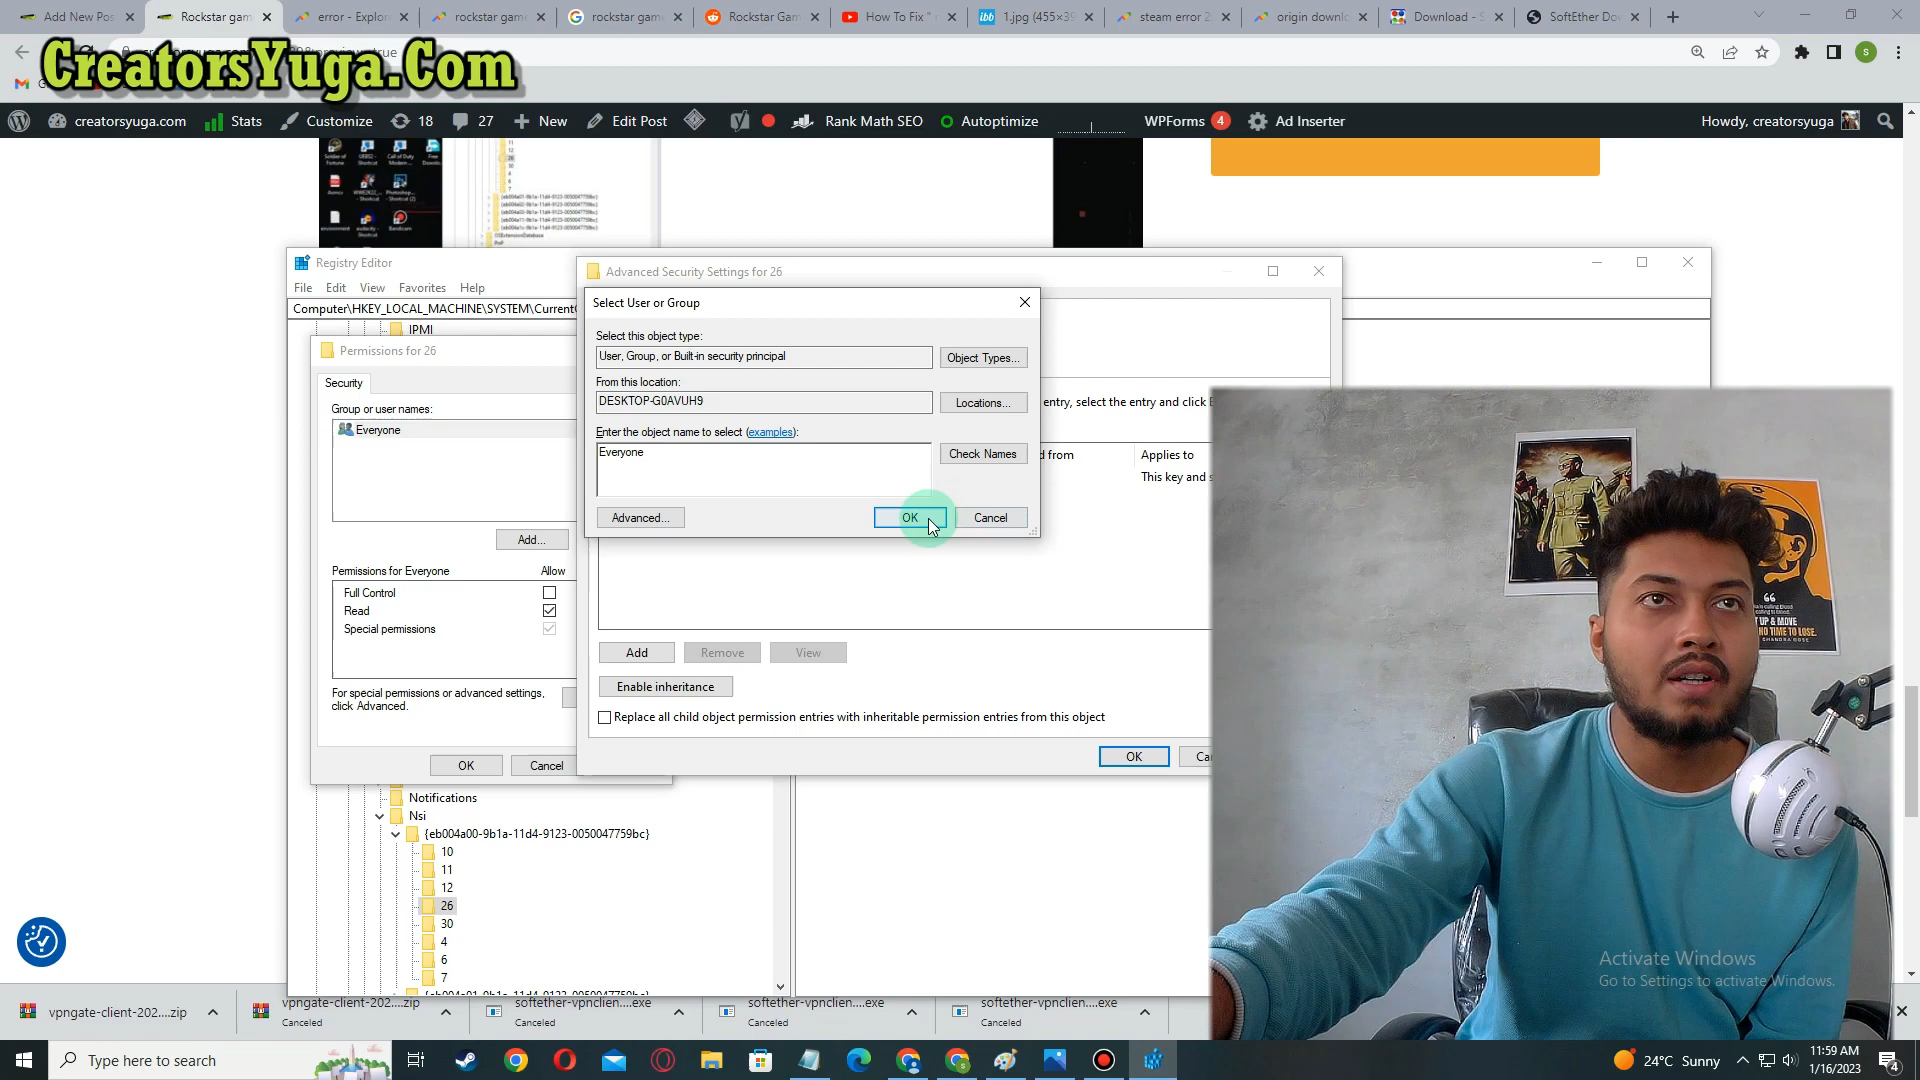 Add New Pos
Rockstar gam
error - Explor
rockstar gam
rockstar gam
Rockstar Gam
How To Fix "
1.jpg (455×39
steam error 2
origin downlo
Download - S
SoftEther Do
CreatorsYuga.Com
creatorsyuga.com
Stats
Customize
18
27
New
Edit Post
Rank Math SEO
Autoptimize
WPForms 4
Ad Inserter
Howdy, creatorsyuga
Registry Editor
File Edit View Favorites Help
Computer\HKEY_LOCAL_MACHINE\SYSTEM\Current
IPMI
Permissions for 26
Security
Group or user names:
Everyone
Add...
Permissions for Everyone Allow
Full Control
Read
Special permissions
For special permissions or advanced settings,
click Advanced.
OK Cancel
Advanced Security Settings for 26
Select User or Group
Select this object type:
User, Group, or Built-in security principal
Object Types...
From this location:
DESKTOP-G0AVUH9
Locations...
Enter the object name to select (examples):
Everyone
Check Names
Advanced... OK Cancel
entry, select the entry and click
d from Applies to
This key and s
Add Remove View
Enable inheritance
Replace all child object permission entries with inheritable permission entries from this object
OK
Notifications
Nsi
{eb004a00-9b1a-11d4-9123-0050047759bc}
10
11
12
26
30
4
6
7
UP & MOVE
NO TIME TO LOSE.
Activate Windows
Go to Settings to activate Windows.
vpngate-client-202....zip
vpngate-client-202....zip
Canceled
softether-vpnclien....exe
Canceled
softether-vpnclien....exe
Canceled
softether-vpnclien....exe
Canceled
Type here to search
24°C Sunny
11:59 AM
1/16/2023
4